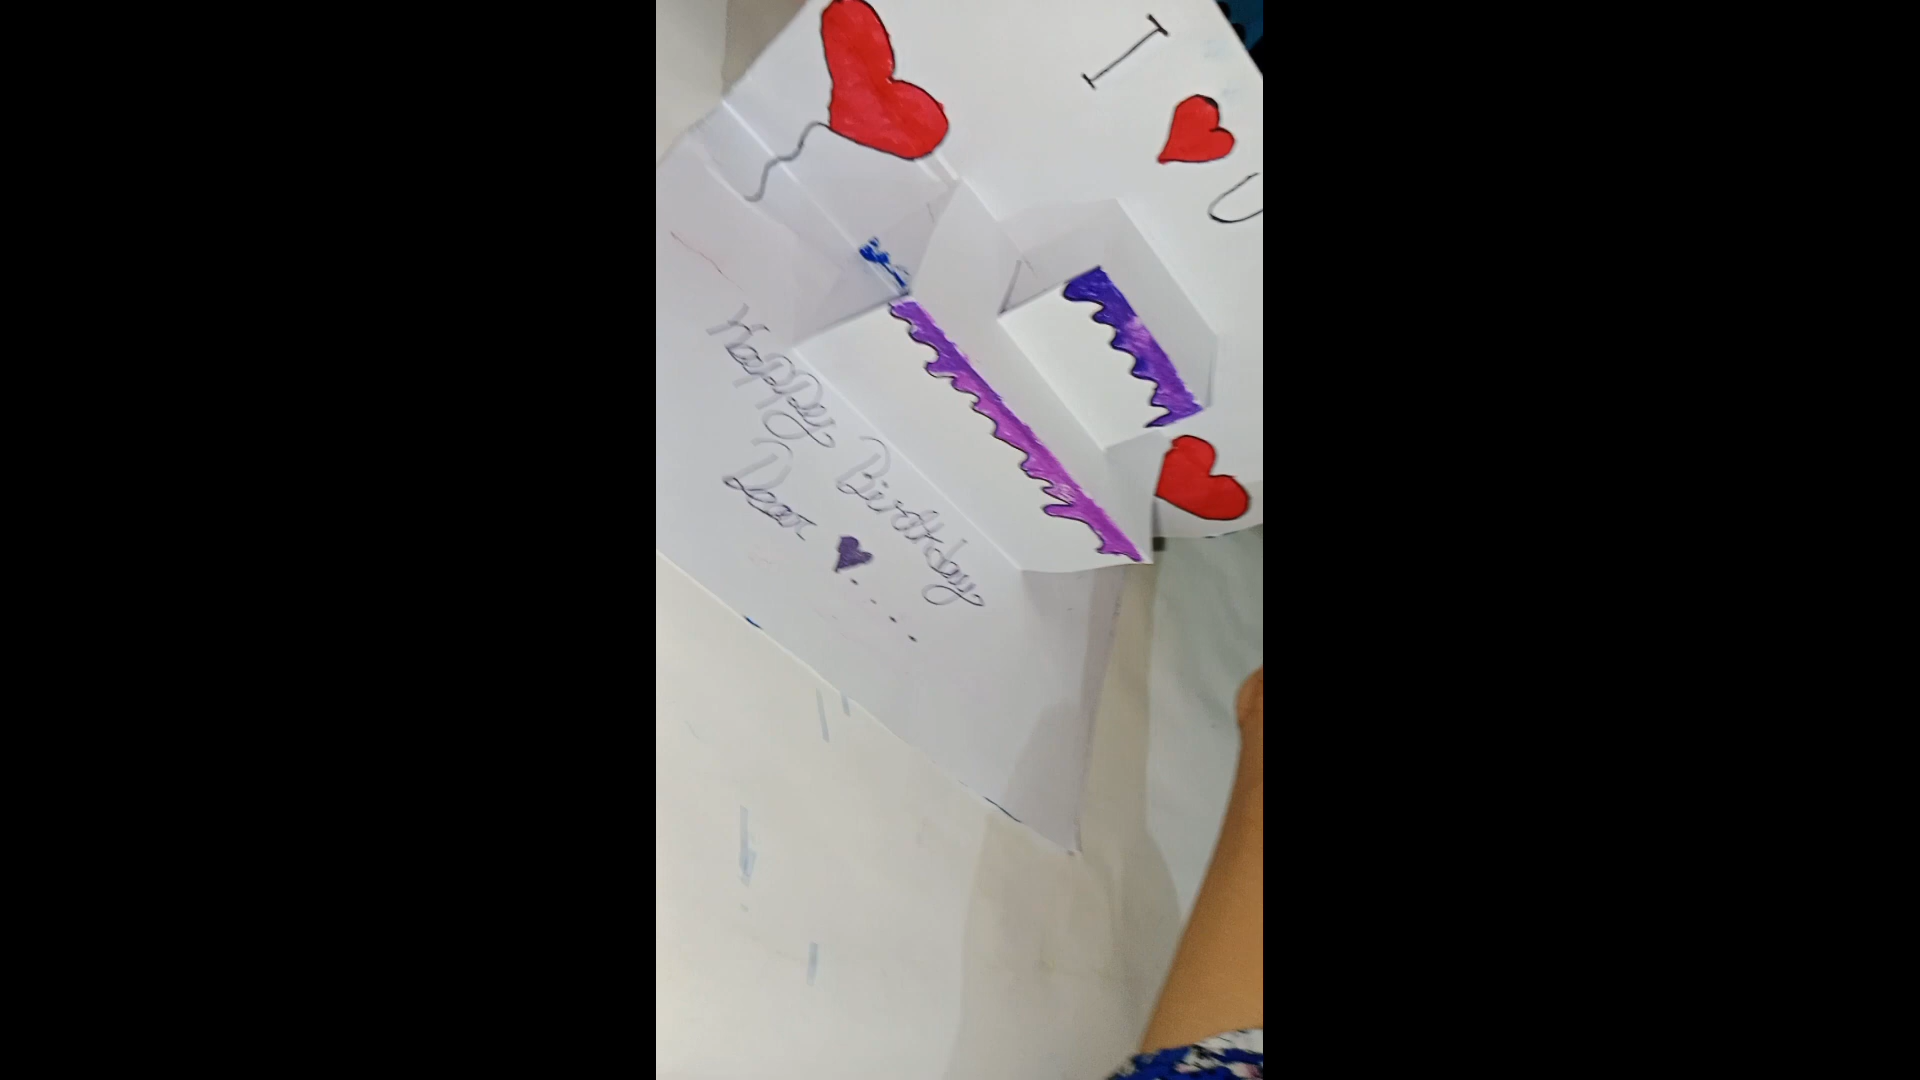 I ❤ U
Happy Birthday
Dear ♥....